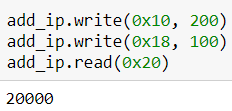 add_ip.write(0x10, 200)
add_ip.write(0x18, 100)
add_ip.read(0x20)
20000